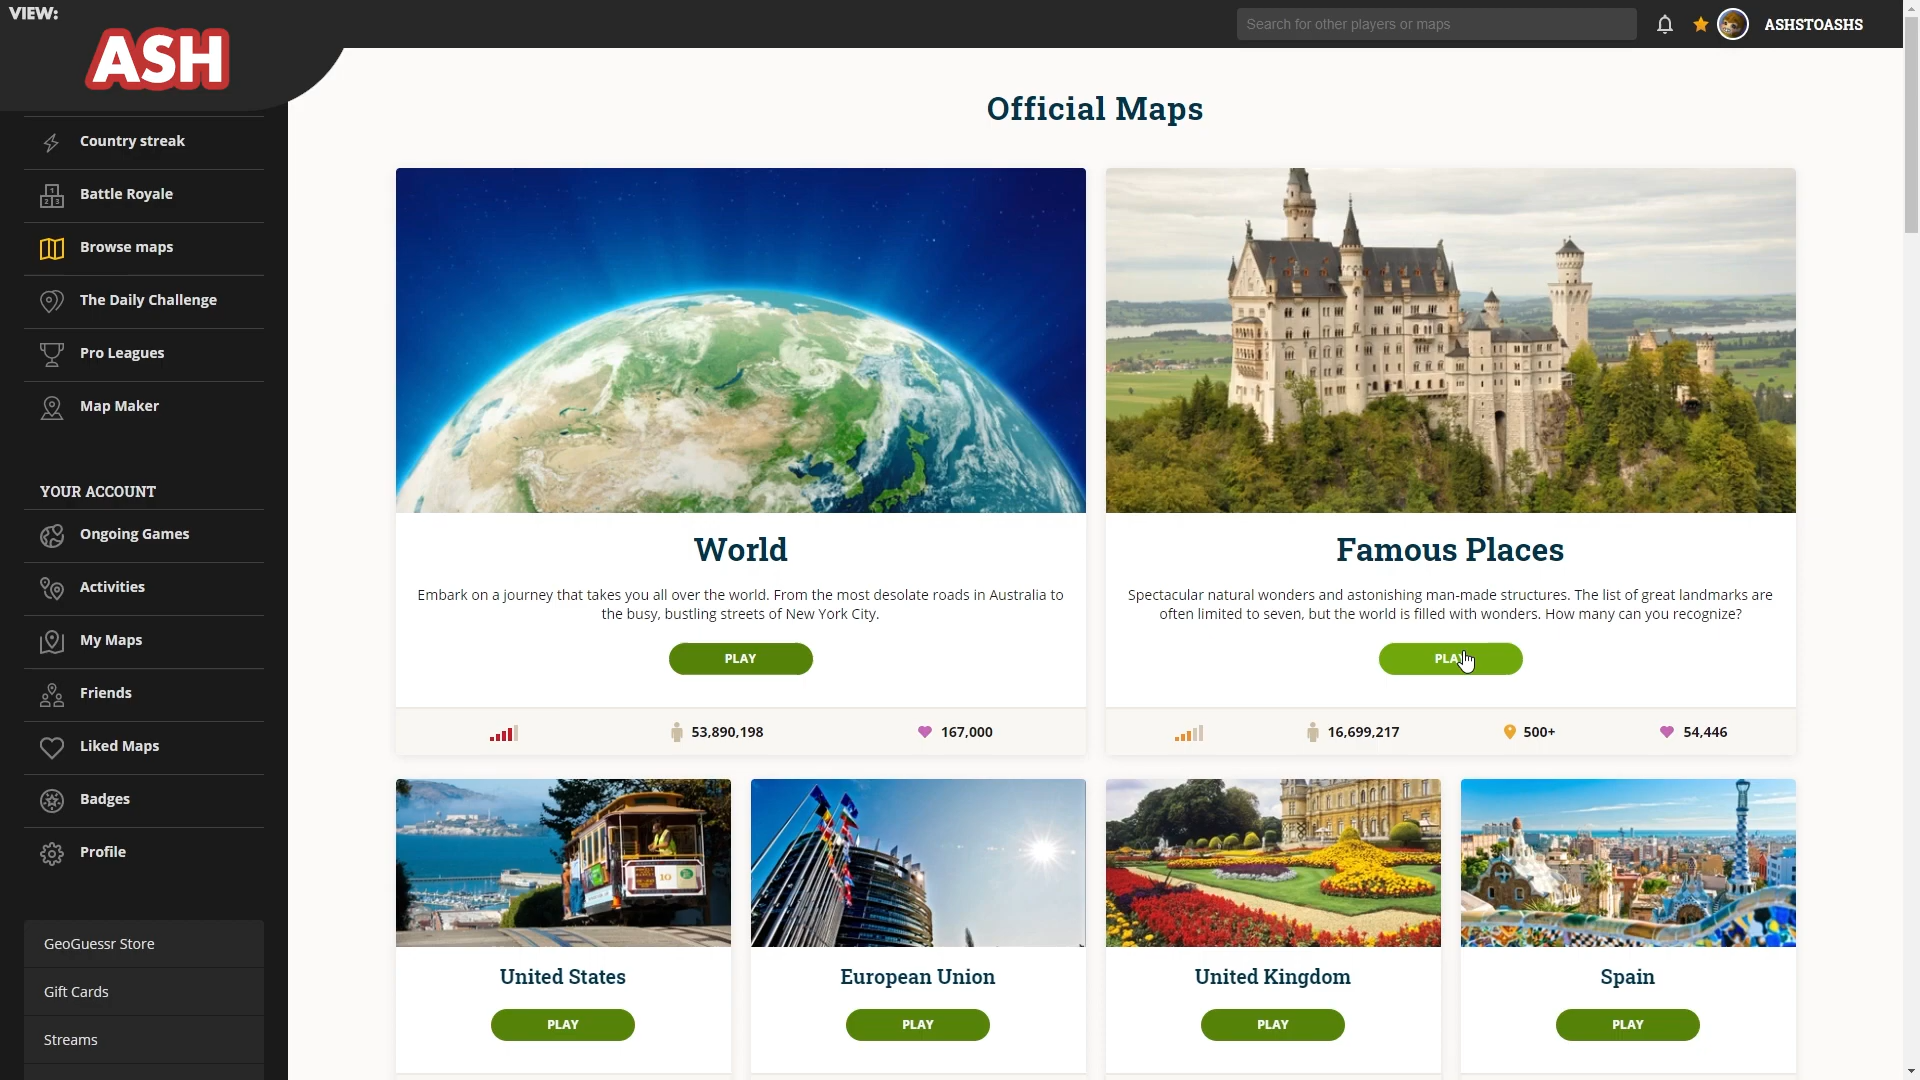 VIEW:
ASH
Search for other players or maps
ASHSTOASHS
Country streak
Battle Royale
Browse maps
The Daily Challenge
Pro Leagues
Map Maker
YOUR ACCOUNT
Ongoing Games
Activities
My Maps
Friends
Liked Maps
Badges
Profile
GeoGuessr Store
Gift Cards
Streams
Official Maps
World
Embark on a journey that takes you all over the world. From the most desolate roads in Australia to
the busy, bustling streets of New York City.
PLAY
53,890,198
167,000
Famous Places
Spectacular natural wonders and astonishing man-made structures. The list of great landmarks are
often limited to seven, but the world is filled with wonders. How many can you recognize?
PLAY
16,699,217
500+
54,446
10
United States
PLAY
European Union
PLAY
United Kingdom
PLAY
Spain
PLAY